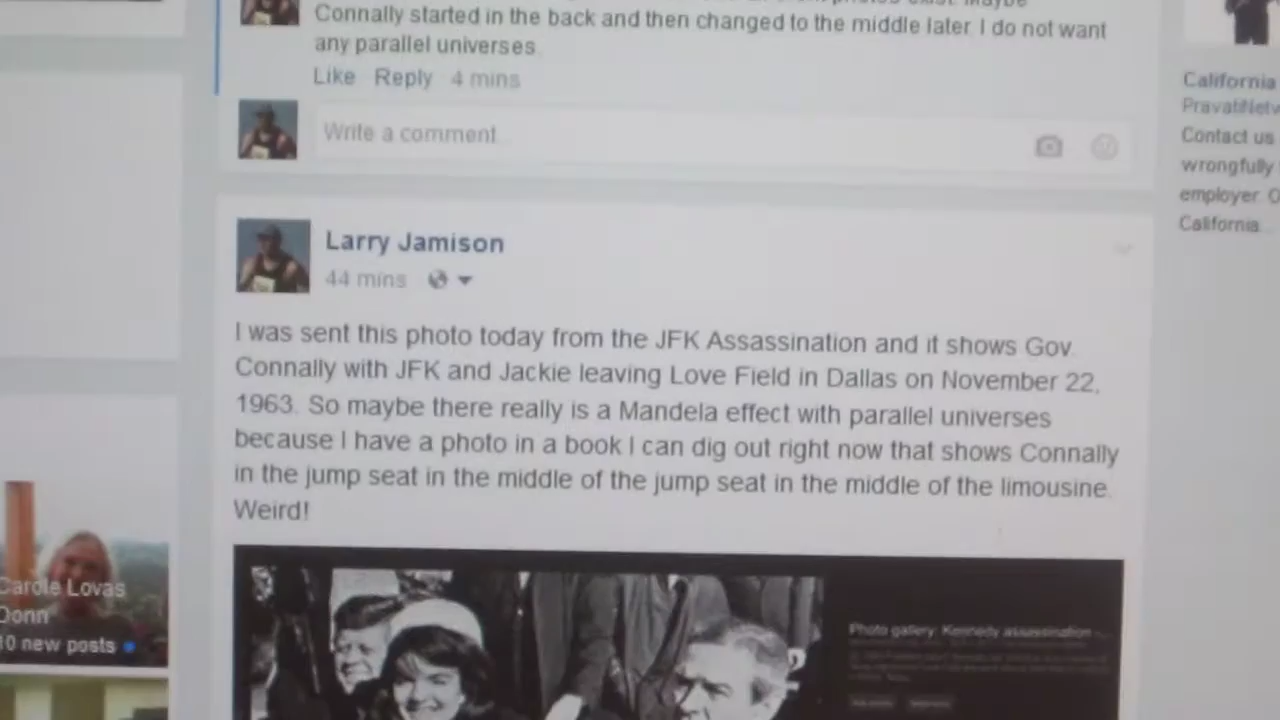 Connally started in the back and then changed to the middle later. I do not want
any parallel universes.
Like Reply 4 mins
Write a comment...
Larry Jamison
44 mins
I was sent this photo today from the JFK Assassination and it shows Gov.
Connally with JFK and Jackie leaving Love Field in Dallas on November 22,
1963. So maybe there really is a Mandela effect with parallel universes
because I have a photo in a book I can dig out right now that shows Connally
in the jump seat in the middle of the jump seat in the middle of the limousine.
Weird!
Photo gallery: Kennedy assassination ...
Carole Lovas
Donn
10 new posts
California
PravatiNetw
Contact us
wrongfully
employer. O
California...